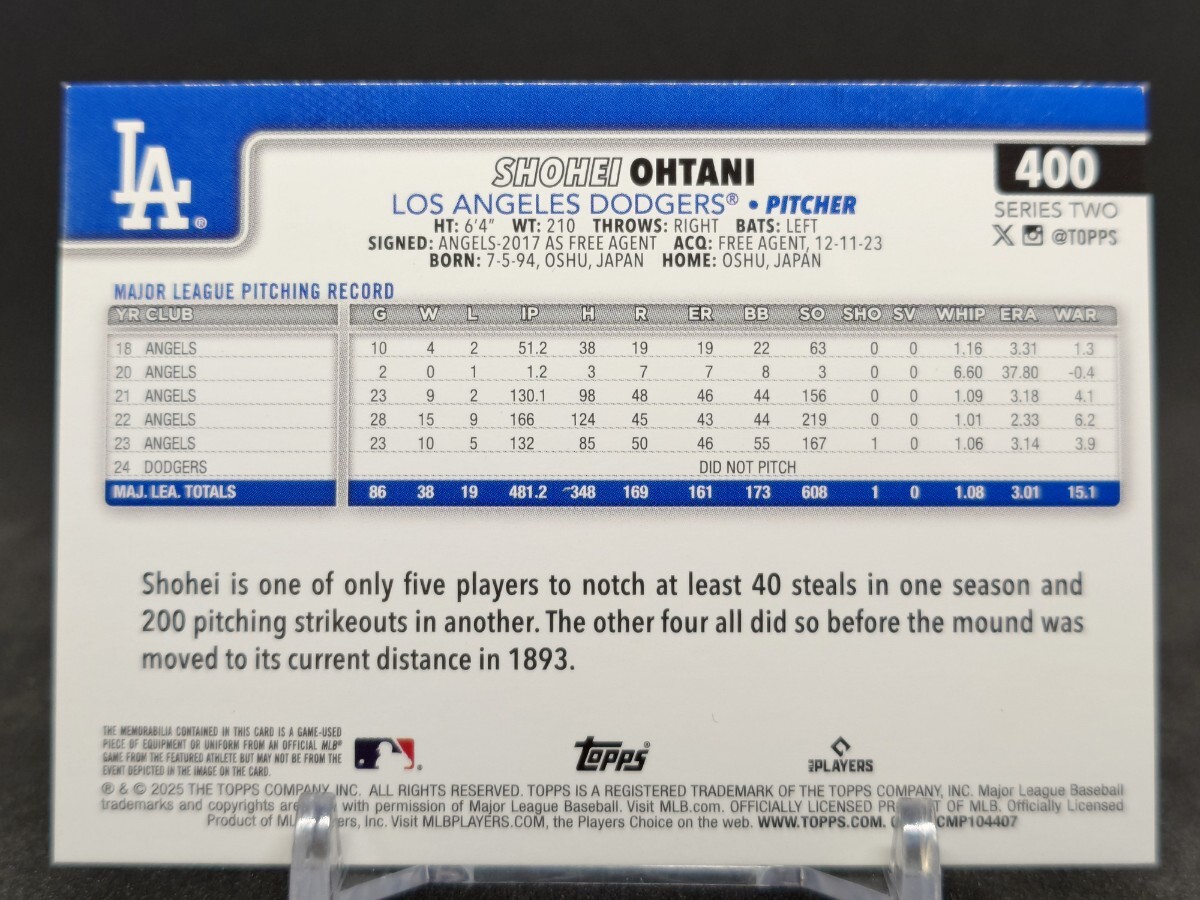 LA®
SHOHEI OHTANI
400
LOS ANGELES DODGERS® • PITCHER
SERIES TWO
HT: 6'4" WT: 210 THROWS: RIGHT BATS: LEFT
@TOPPS
SIGNED: ANGELS-2017 AS FREE AGENT ACQ: FREE AGENT, 12-11-23
BORN: 7-5-94, OSHU, JAPAN HOME: OSHU, JAPAN
MAJOR LEAGUE PITCHING RECORD
YR CLUB G W L IP H R ER BB SO SHO SV WHIP ERA WAR
18 ANGELS 10 4 2 51.2 38 19 19 22 63 0 0 1.16 3.31 1.3
20 ANGELS 2 0 1 1.2 3 7 7 8 3 0 0 6.60 37.80 -0.4
21 ANGELS 23 9 2 130.1 98 48 46 44 156 0 0 1.09 3.18 4.1
22 ANGELS 28 15 9 166 124 45 43 44 219 0 0 1.01 2.33 6.2
23 ANGELS 23 10 5 132 85 50 46 55 167 1 0 1.06 3.14 3.9
24 DODGERS DID NOT PITCH
MAJ. LEA. TOTALS 86 38 19 481.2 348 169 161 173 608 1 0 1.08 3.01 15.1
Shohei is one of only five players to notch at least 40 steals in one season and
200 pitching strikeouts in another. The other four all did so before the mound was
moved to its current distance in 1893.
THE MEMORABILIA CONTAINED IN THIS CARD IS A GAME-USED
PIECE OF EQUIPMENT OR UNIFORM FROM AN OFFICIAL MLB®
GAME FROM THE FEATURED ATHLETE BUT MAY NOT BE FROM THE
EVENT DEPICTED IN THE IMAGE ON THE CARD.
Topps®
MLB PLAYERS
® & © 2025 THE TOPPS COMPANY, INC. ALL RIGHTS RESERVED. TOPPS IS A REGISTERED TRADEMARK OF THE TOPPS COMPANY, INC. Major League Baseball
trademarks and copyrights are with permission of Major League Baseball. Visit MLB.com. OFFICIALLY LICENSED PR T OF MLB. Officially Licensed
Product of ML ers, Inc. Visit MLBPLAYERS.COM, the Players Choice on the web. WWW.TOPPS.COM. CMP104407